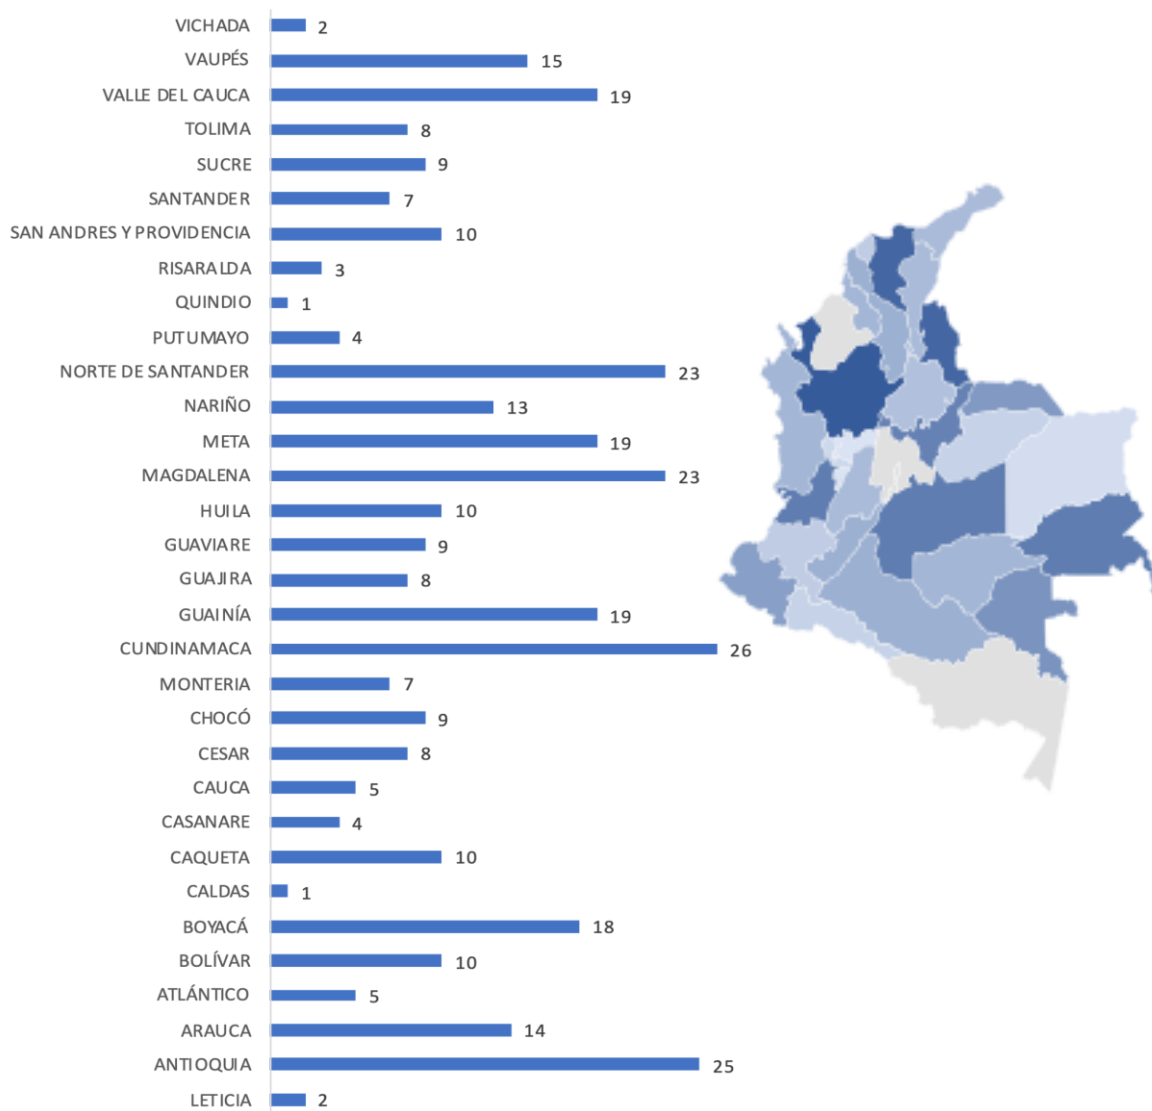 VICHADA 2
VAUPÉS 15
VALLE DEL CAUCA 19
TOLIMA 8
SUCRE 9
SANTANDER 7
SAN ANDRES Y PROVIDENCIA 10
RISARALDA 3
QUINDIO 1
PUTUMAYO 4
NORTE DE SANTANDER 23
NARIÑO 13
META 19
MAGDALENA 23
HUILA 10
GUAVIARE 9
GUAJIRA 8
GUAINÍA 19
CUNDINAMACA 26
MONTERIA 7
CHOCÓ 9
CESAR 8
CAUCA 5
CASANARE 4
CAQUETA 10
CALDAS 1
BOYACÁ 18
BOLÍVAR 10
ATLÁNTICO 5
ARAUCA 14
ANTIOQUIA 25
LETICIA 2